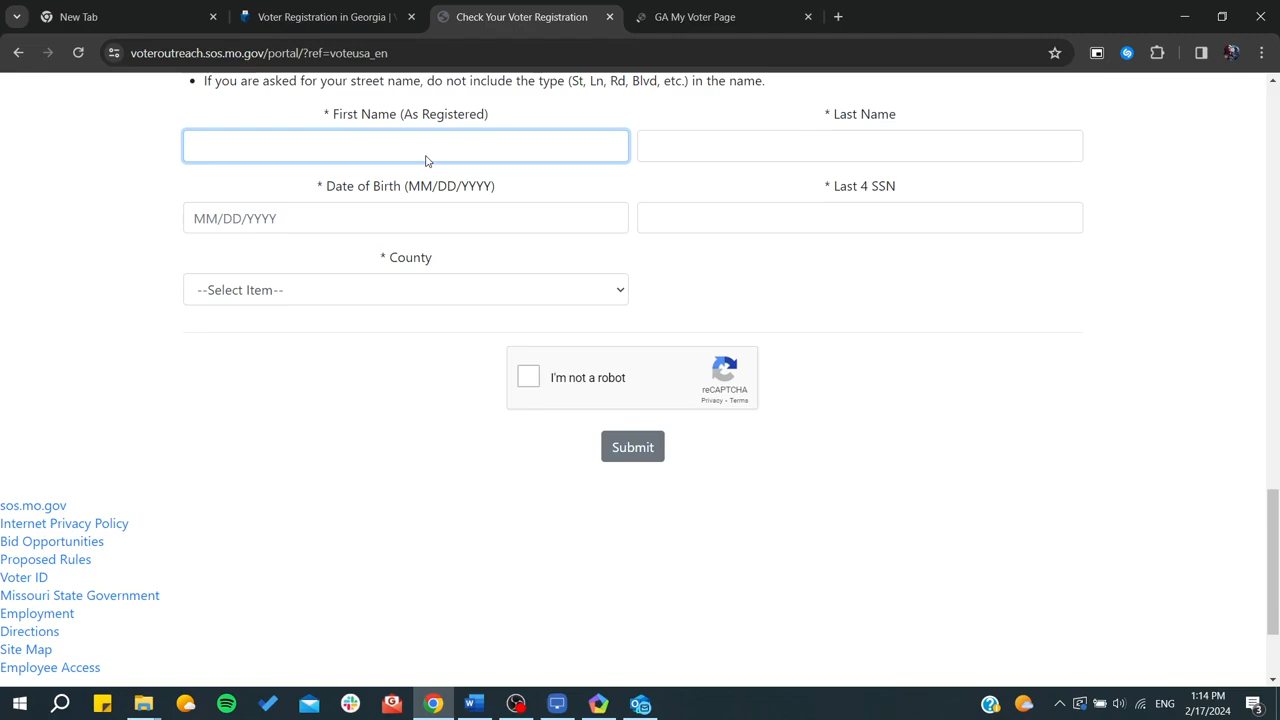 New Tab
Voter Registration in Georgia |
Check Your Voter Registration
GA My Voter Page
voteroutreach.sos.mo.gov/portal/?ref=voteusa_en
• If you are asked for your street name, do not include the type (St, Ln, Rd, Blvd, etc.) in the name.
* First Name (As Registered)
* Last Name
* Date of Birth (MM/DD/YYYY)
* Last 4 SSN
MM/DD/YYYY
* County
--Select Item--
I'm not a robot
reCAPTCHA
Privacy - Terms
Submit
sos.mo.gov
Internet Privacy Policy
Bid Opportunities
Proposed Rules
Voter ID
Missouri State Government
Employment
Directions
Site Map
Employee Access
ENG
1:14 PM
2/17/2024
3